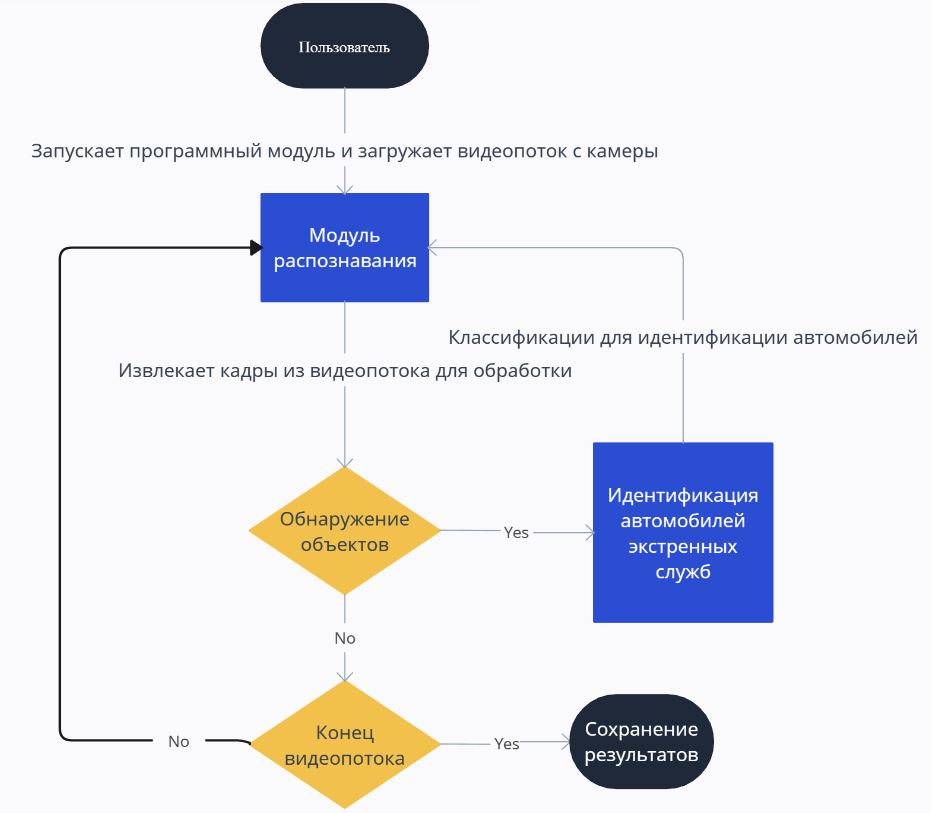 Пользователь
Запускает программный модуль и загружает видеопоток с камеры
Модуль
распознавания
Классификации для идентификации автомобилей
Извлекает кадры из видеопотока для обработки
Обнаружение
объектов
Yes
Идентификация
автомобилей
экстренных
служб
No
Конец
видеопотока
No
Yes
Сохранение
результатов